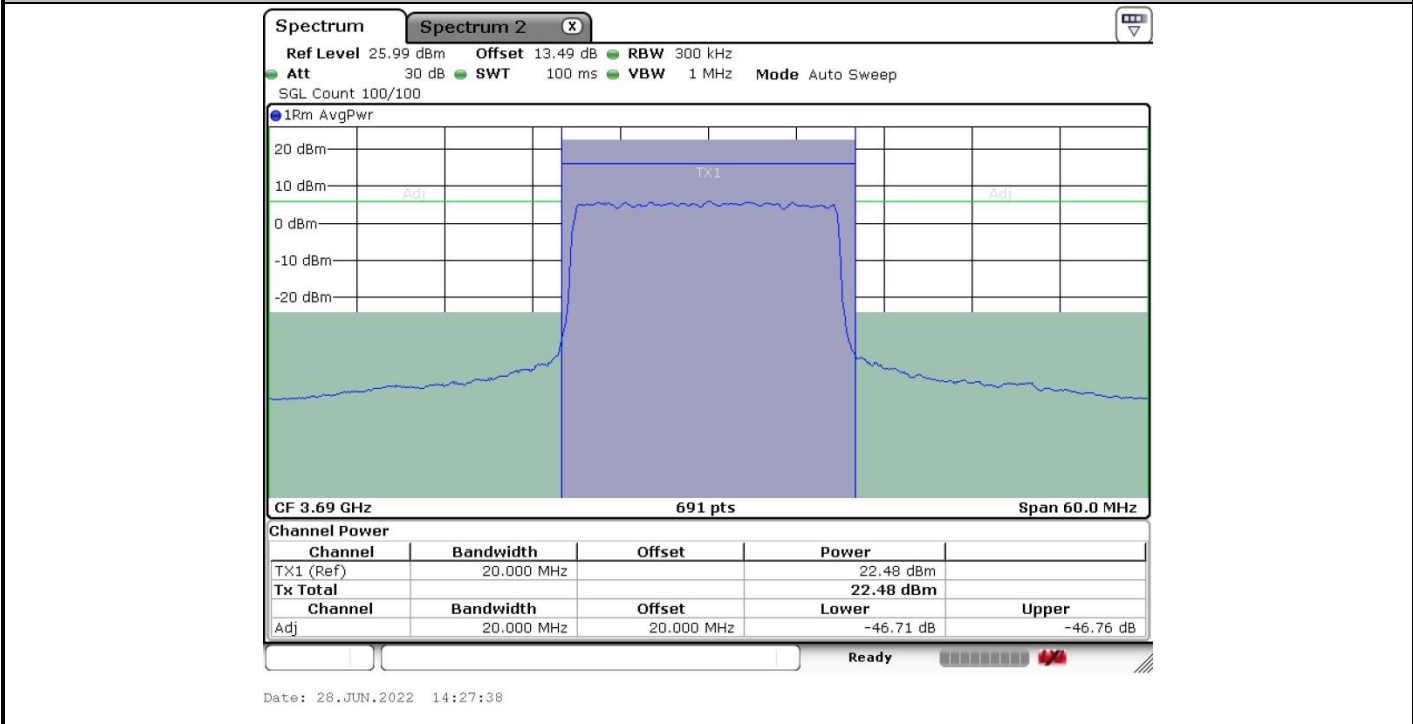 Spectrum Spectrum 2 X
Ref Level 25.99 dBm Offset 13.49 dB RBW 300 kHz
Att 30 dB SWT 100 ms VBW 1 MHz Mode Auto Sweep
SGL Count 100/100
1Rm AvgPwr
20 dBm
TX1
10 dBm
Adj Adj
0 dBm
-10 dBm
-20 dBm
CF 3.69 GHz 691 pts Span 60.0 MHz
Channel Power
Channel Bandwidth Offset Power
TX1 (Ref) 20.000 MHz 22.48 dBm
Tx Total 22.48 dBm
Channel Bandwidth Offset Lower Upper
Adj 20.000 MHz 20.000 MHz -46.71 dB -46.76 dB
Ready
Date: 28.JUN.2022 14:27:38